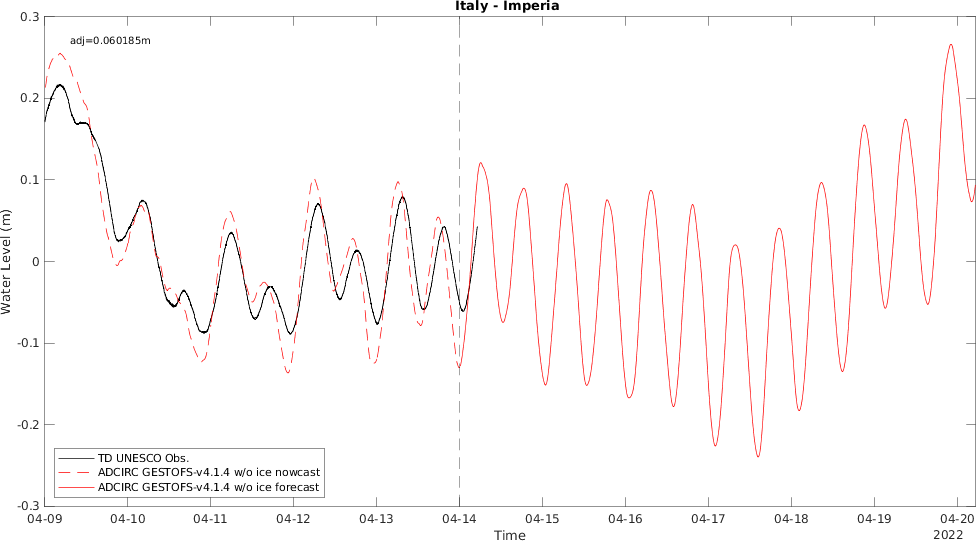 Italy - Imperia
adj=0.060185m
0.3
0.2
0.1
0
-0.1
-0.2
-0.3
Water Level (m)
TD UNESCO Obs.
ADCIRC GESTOFS-v4.1.4 w/o ice nowcast
ADCIRC GESTOFS-v4.1.4 w/o ice forecast
04-09 04-10 04-11 04-12 04-13 04-14 04-15 04-16 04-17 04-18 04-19 04-20
Time
2022